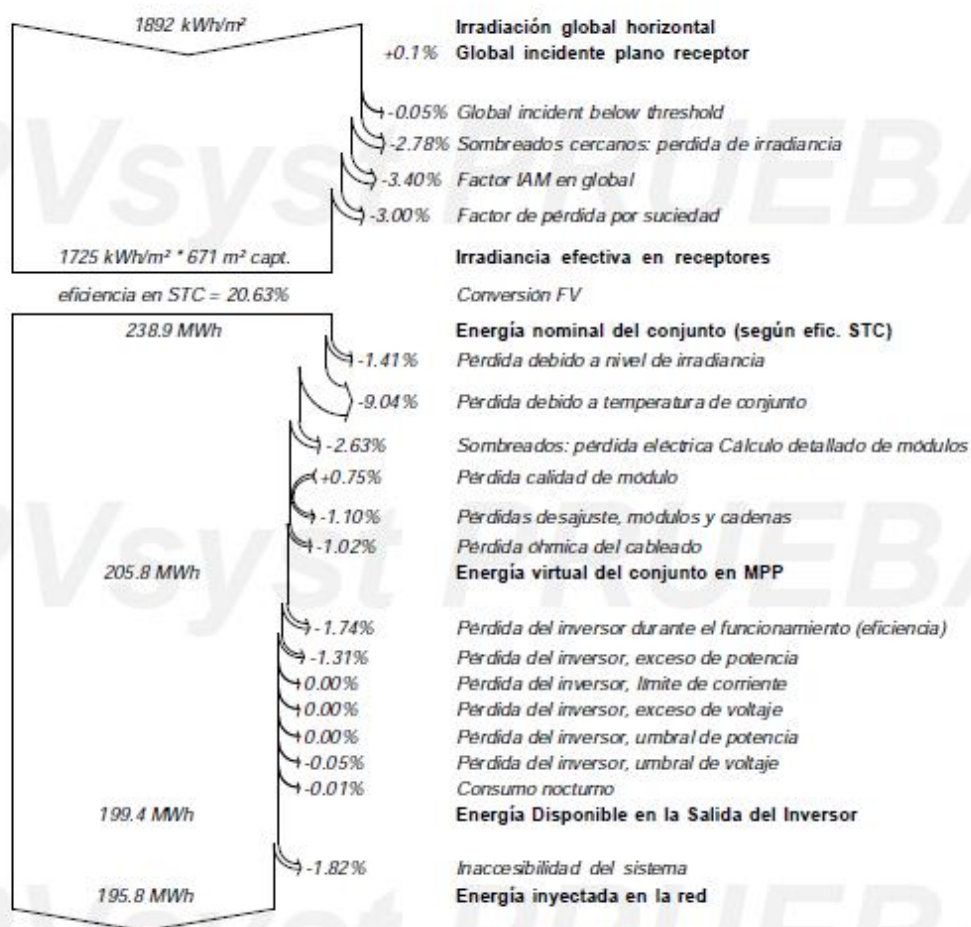 1892 kWh/m² Irradiación global horizontal
+0.1% Global incidente plano receptor
-0.05% Global incident below threshold
-2.78% Sombreados cercanos: perdida de irradiancia
-3.40% Factor IAM en global
-3.00% Factor de pérdida por suciedad
1725 kWh/m² * 671 m² capt. Irradiancia efectiva en receptores
eficiencia en STC = 20.63% Conversión FV
238.9 MWh Energía nominal del conjunto (según efic. STC)
-1.41% Pérdida debido a nivel de irradiancia
-9.04% Pérdida debido a temperatura de conjunto
-2.63% Sombreados: pérdida eléctrica Cálculo detallado de módulos
+0.75% Pérdida calidad de módulo
-1.10% Pérdidas desajuste, módulos y cadenas
-1.02% Pérdida óhmica del cableado
205.8 MWh Energía virtual del conjunto en MPP
-1.74% Pérdida del inversor durante el funcionamiento (eficiencia)
-1.31% Pérdida del inversor, exceso de potencia
0.00% Pérdida del inversor, límite de corriente
0.00% Pérdida del inversor, exceso de voltaje
0.00% Pérdida del inversor, umbral de potencia
-0.05% Pérdida del inversor, umbral de voltaje
-0.01% Consumo nocturno
199.4 MWh Energía Disponible en la Salida del Inversor
-1.82% Inaccesibilidad del sistema
195.8 MWh Energía inyectada en la red
PVsyst PRUEBA
PVsyst PRUEBA
PVsyst PRUEBA